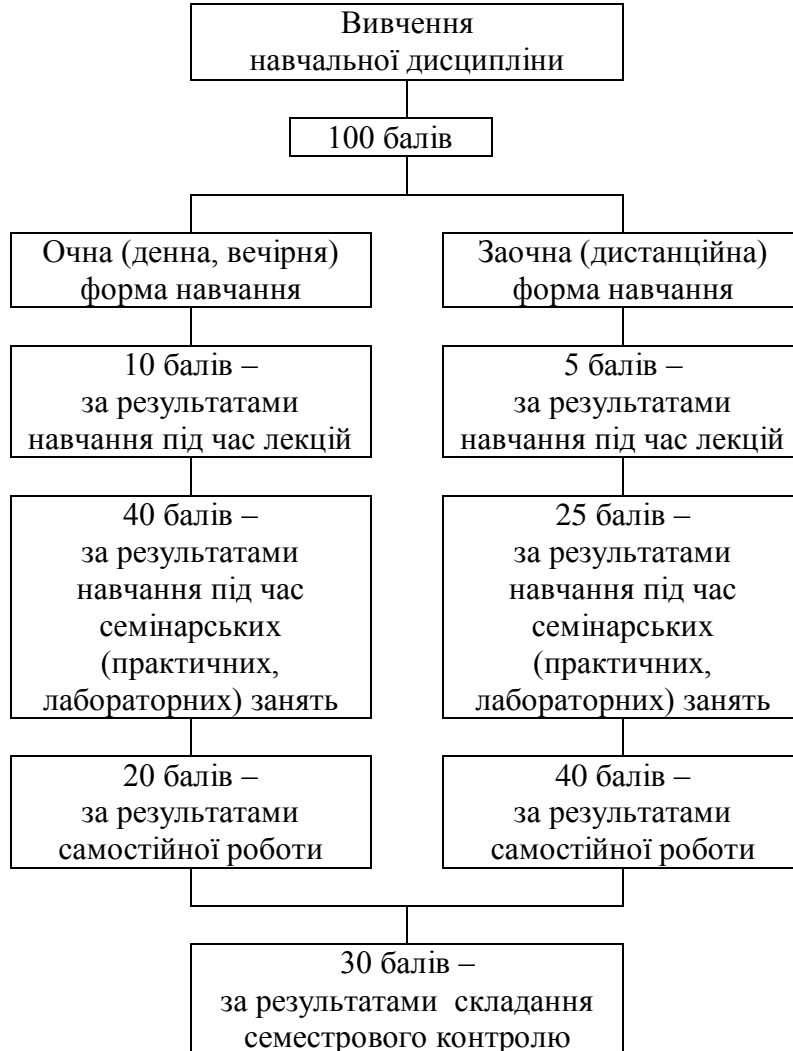 Вивчення
навчальної дисципліни
100 балів
Очна (денна, вечірня)
форма навчання
Заочна (дистанційна)
форма навчання
10 балів –
за результатами
навчання під час лекцій
5 балів –
за результатами
навчання під час лекцій
40 балів –
за результатами
навчання під час
семінарських
(практичних,
лабораторних) занять
25 балів –
за результатами
навчання під час
семінарських
(практичних,
лабораторних) занять
20 балів –
за результатами
самостійної роботи
40 балів –
за результатами
самостійної роботи
30 балів –
за результатами складання
семестрового контролю